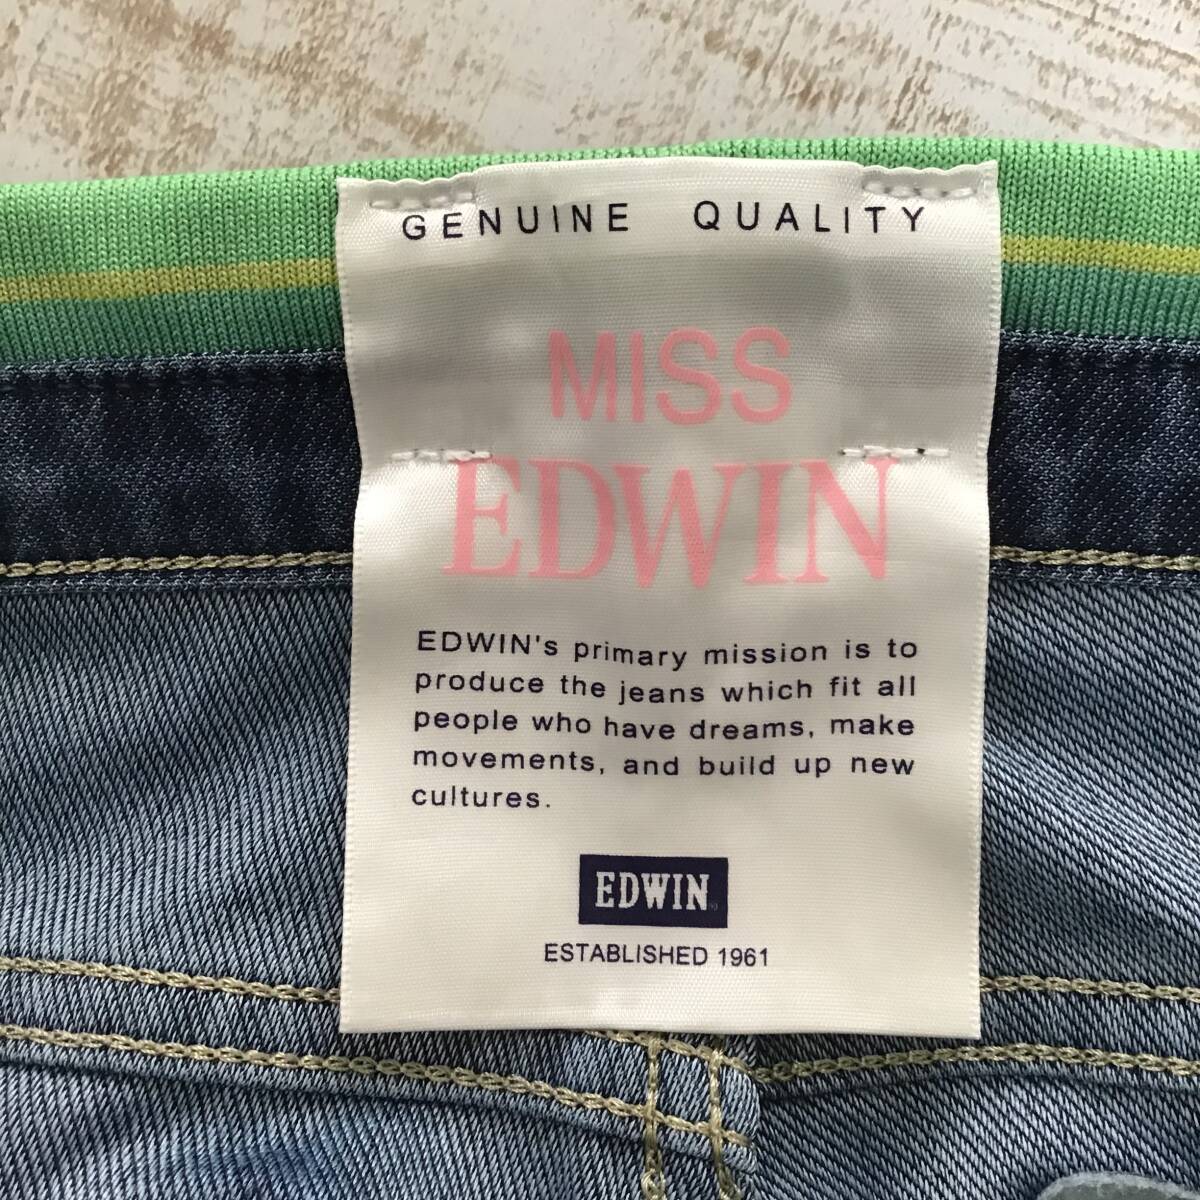 GENUINE QUALITY
MISS
EDWIN
EDWIN's primary mission is to
produce the jeans which fit all
people who have dreams, make
movements, and build up new
cultures.
EDWIN
ESTABLISHED 1961